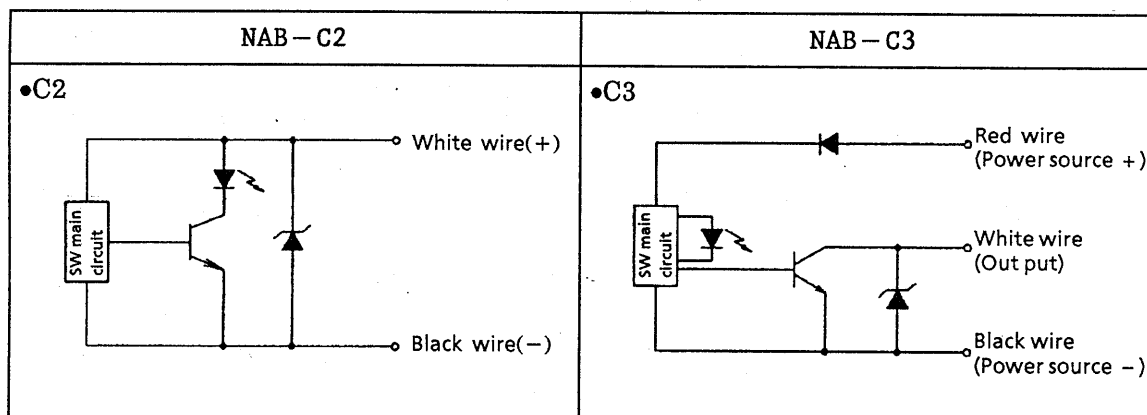 NAB-C2
NAB-C3
•C2
White wire(+)
SW main
circuit
Black wire(-)
•C3
Red wire
(Power source +)
SW main
circuit
White wire
(Out put)
Black wire
(Power source -)